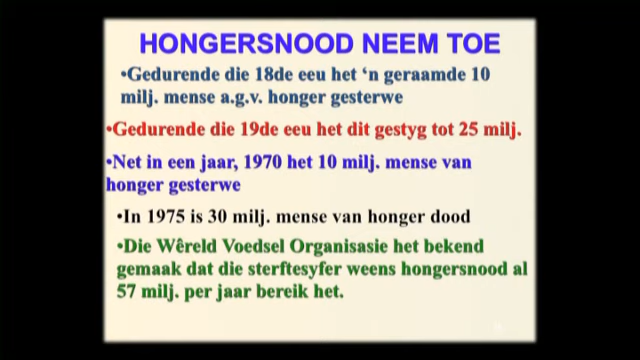 HONGERSNOOD NEEM TOE
•Gedurende die 18de eeu het ‘n geraamde 10
milj. mense a.g.v. honger gesterwe
•Gedurende die 19de eeu het dit gestyg tot 25 milj.
•Net in een jaar, 1970 het 10 milj. mense van
honger gesterwe
•In 1975 is 30 milj. mense van honger dood
•Die Wêreld Voedsel Organisasie het bekend
gemaak dat die sterftesyfer weens hongersnood al
57 milj. per jaar bereik het.